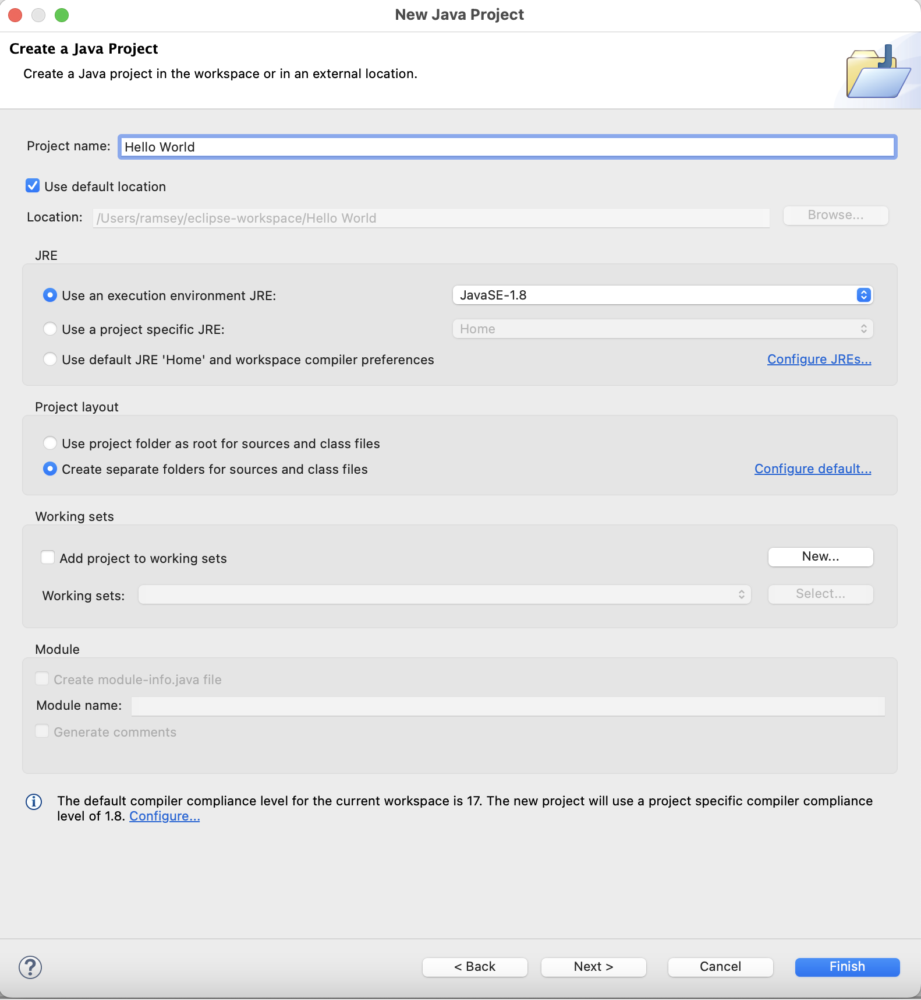 New Java Project
Create a Java Project
Create a Java project in the workspace or in an external location.
Project name: Hello World
Use default location
Location: /Users/ramsey/eclipse-workspace/Hello World Browse...
JRE
Use an execution environment JRE: JavaSE-1.8
Use a project specific JRE: Home
Use default JRE 'Home' and workspace compiler preferences Configure JREs...
Project layout
Use project folder as root for sources and class files
Create separate folders for sources and class files Configure default...
Working sets
Add project to working sets New...
Working sets: Select...
Module
Create module-info.java file
Module name:
Generate comments
The default compiler compliance level for the current workspace is 17. The new project will use a project specific compiler compliance
level of 1.8. Configure...
? < Back Next > Cancel Finish